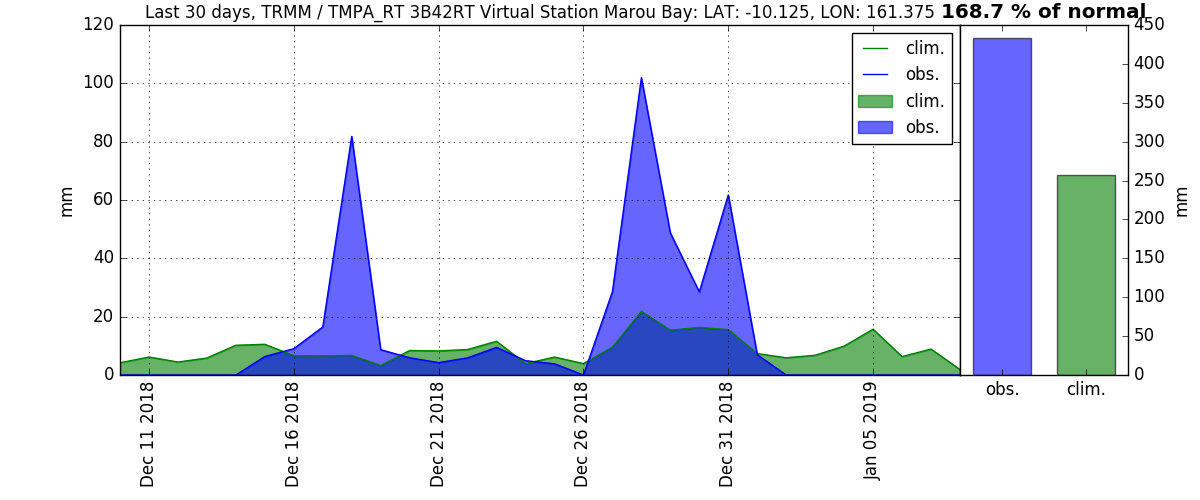 Last 30 days, TRMM / TMPA_RT 3B42RT Virtual Station Marou Bay: LAT: -10.125, LON: 161.375 168.7 % of normal
120
100
80
60
40
20
0
mm
clim.
obs.
clim.
obs.
Dec 11 2018
Dec 16 2018
Dec 21 2018
Dec 26 2018
Dec 31 2018
Jan 05 2019
450
400
350
300
250
200
150
100
50
0
mm
obs. clim.